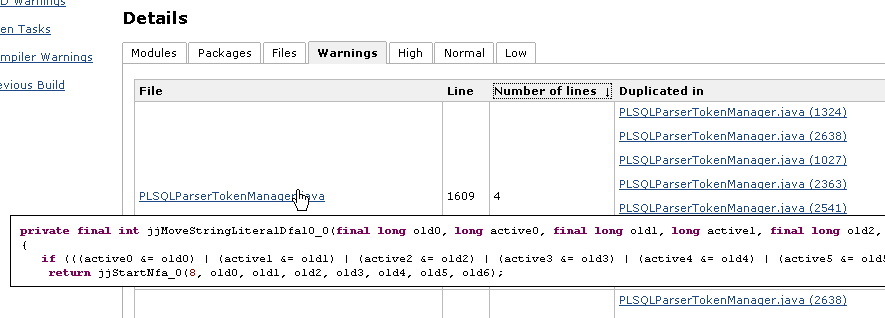 D Warnings
en Tasks
mpiler Warnings
evious Build
Details
Modules Packages Files Warnings High Normal Low
File Line Number of lines ↓ Duplicated in
PLSQLParserTokenManager.java (1324)
PLSQLParserTokenManager.java (2638)
PLSQLParserTokenManager.java (1027)
PLSQLParserTokenManager.java (2363)
PLSQLParserTokenManager.java 1609 4
PLSQLParserTokenManager.java (2541)
private final int jjMoveStringLiteralDfa10_0(final long old0, long active0, final long old1, long active1, final long old2,
{
if (((active0 &= old0) | (active1 &= old1) | (active2 &= old2) | (active3 &= old3) | (active4 &= old4) | (active5 &= old5
return jjStartNfa_0(8, old0, old1, old2, old3, old4, old5, old6);
PLSQLParserTokenManager.java (2638)